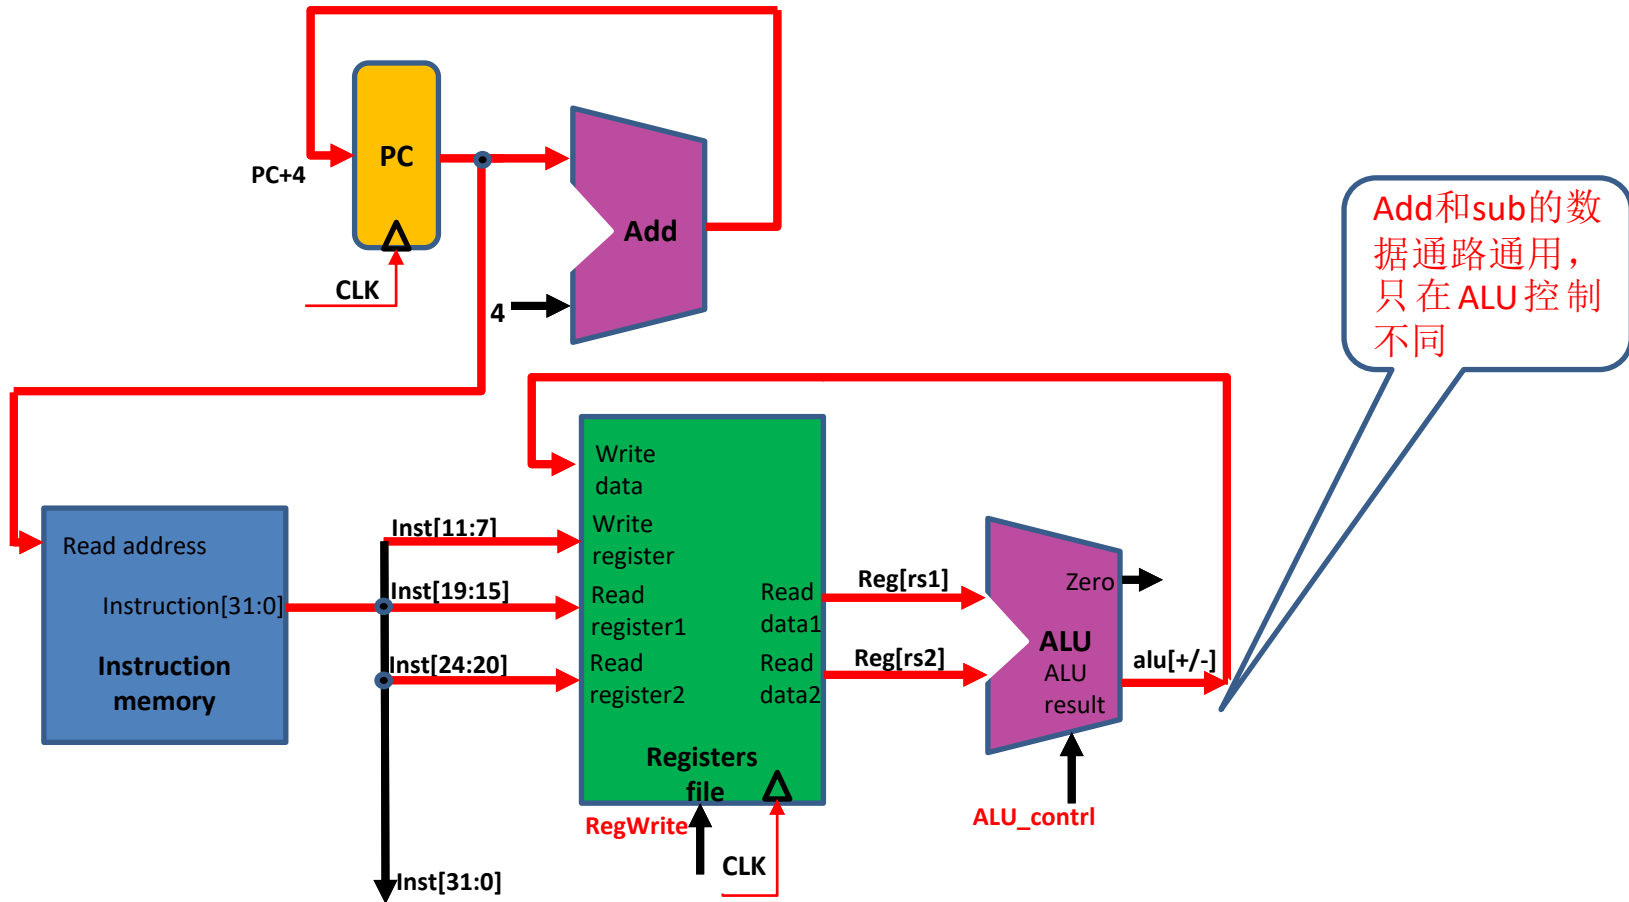 PC
PC+4
Add
CLK
4
Add和sub的数
据通路通用，
只在ALU控制
不同
Write
data
Inst[11:7]
Write
register
Read address
Inst[19:15]
Read
register1
Instruction[31:0]
Inst[24:20]
Read
register2
Instruction
memory
Read
data1
Read
data2
Reg[rs1]
Reg[rs2]
Zero
ALU
ALU
result
alu[+/-]
Registers
file
RegWrite
CLK
ALU_contrl
Inst[31:0]